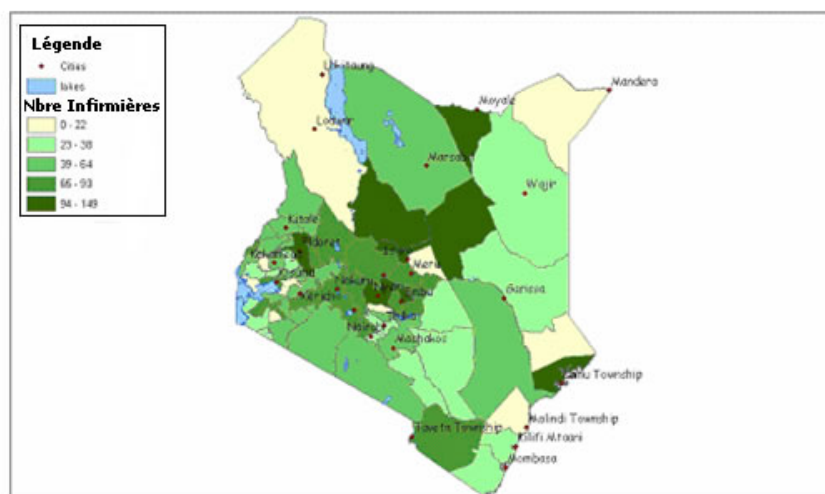 Légende
Cities
lakes
Nbre Infirmières
0 - 22
23 - 38
39 - 64
65 - 93
94 - 149
Mandera
Moyale
Lodwar
Marsabit
Wajir
Kitale
Eldoret
Kakamega
Kisumu
Meru
Nakuru
Kericho
Nyeri
Embu
Garissa
Thika
Nairobi
Machakos
Township
Malindi Township
Taveta Township
Kilifi Mtaani
Mombasa